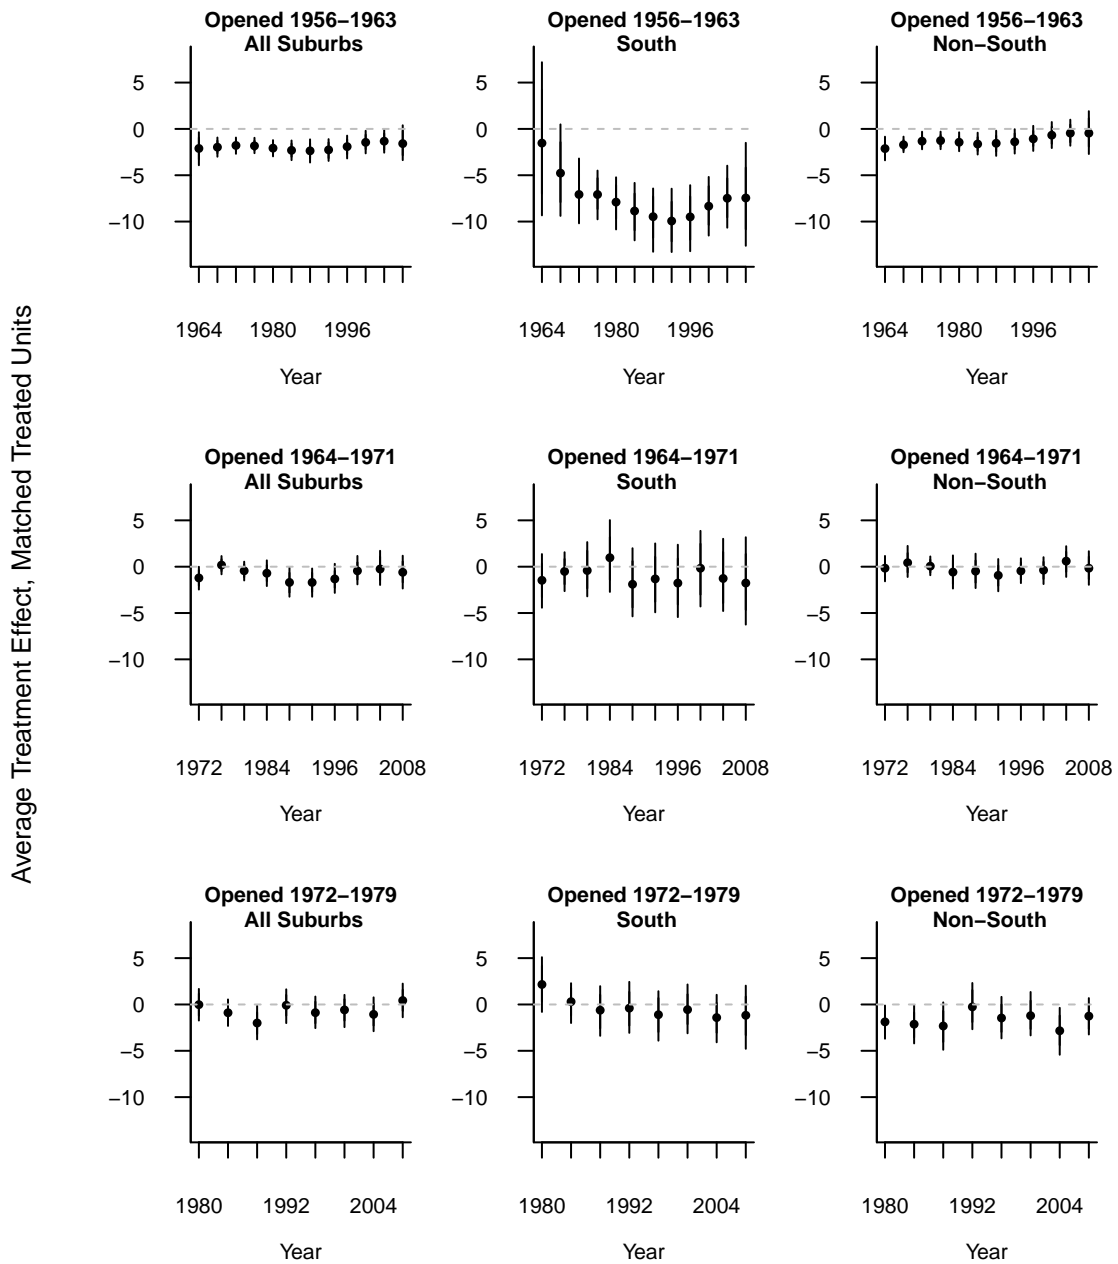 Average Treatment Effect, Matched Treated Units
Opened 1956−1963
All Suburbs
5
0
−5
−10
1964 1980 1996
Year
Opened 1956−1963
South
5
0
−5
−10
1964 1980 1996
Year
Opened 1956−1963
Non−South
5
0
−5
−10
1964 1980 1996
Year
Opened 1964−1971
All Suburbs
5
0
−5
−10
1972 1984 1996 2008
Year
Opened 1964−1971
South
5
0
−5
−10
1972 1984 1996 2008
Year
Opened 1964−1971
Non−South
5
0
−5
−10
1972 1984 1996 2008
Year
Opened 1972−1979
All Suburbs
5
0
−5
−10
1980 1992 2004
Year
Opened 1972−1979
South
5
0
−5
−10
1980 1992 2004
Year
Opened 1972−1979
Non−South
5
0
−5
−10
1980 1992 2004
Year